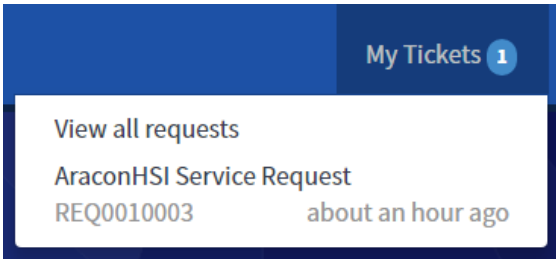 My Tickets 1
View all requests
AraconHSI Service Request
REQ0010003 about an hour ago